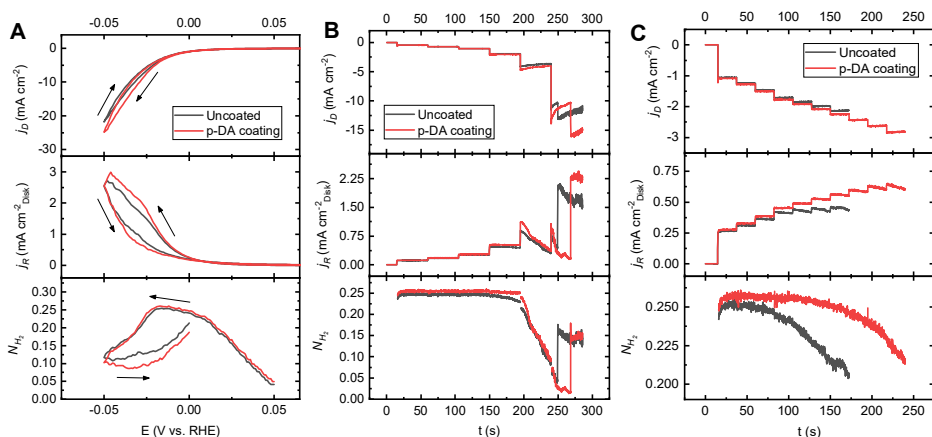 A
-0.05 0.00 0.05
0
-10
-20
-30
j_D (mA cm⁻²)
Uncoated
p-DA coating
3
2
1
0
j_R (mA cm⁻²_Disk)
0.30
0.25
0.20
0.15
0.10
0.05
0.00
N_H₂
-0.05 0.00 0.05
E (V vs. RHE)
B
0 50 100 150 200 250 300
0
-5
-10
-15
j_D (mA cm⁻²)
Uncoated
p-DA coating
2.25
1.50
0.75
0.00
j_R (mA cm⁻²_Disk)
0.25
0.20
0.15
0.10
0.05
0.00
N_H₂
0 50 100 150 200 250 300
t (s)
C
0 50 100 150 200 250
0
-1
-2
-3
j_D (mA cm⁻²)
Uncoated
p-DA coating
0.75
0.50
0.25
0.00
j_R (mA cm⁻²_Disk)
0.250
0.225
0.200
N_H₂
0 50 100 150 200 250
t (s)